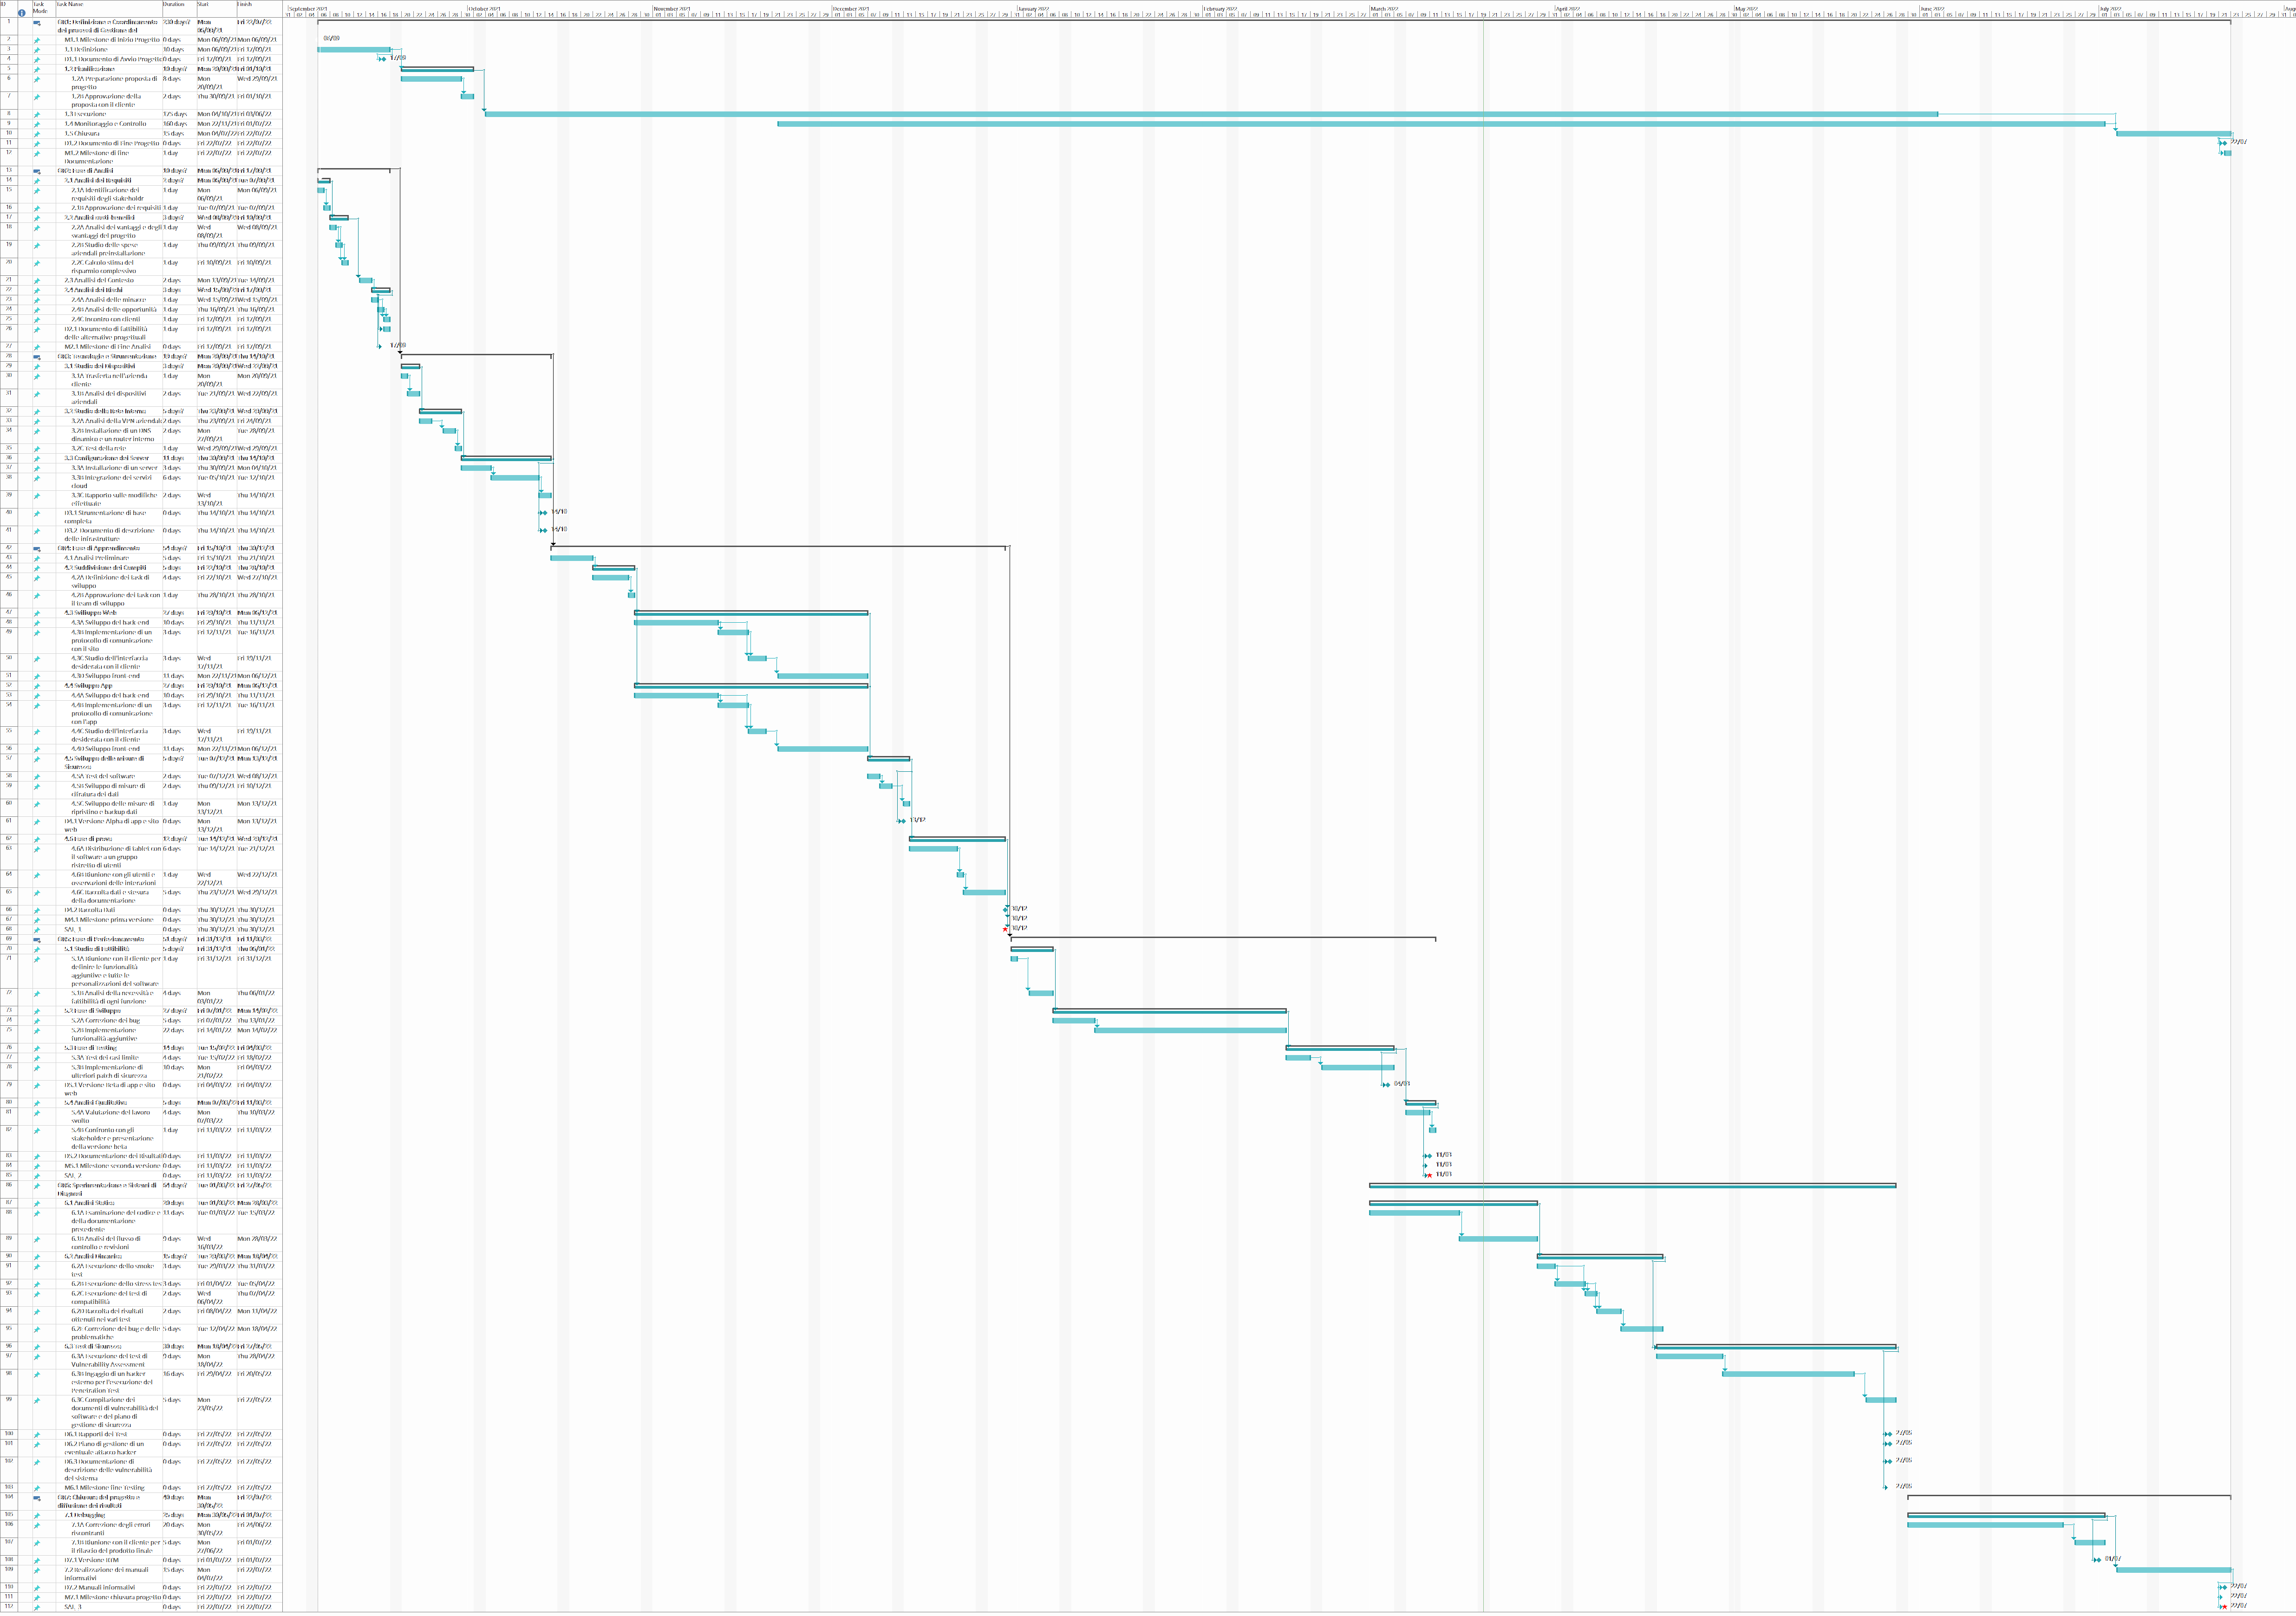 ID Task Mode Task Name Duration Start Finish
September 2021 October 2021 November 2021 December 2021 January 2022 February 2022 March 2022 April 2022 May 2022 June 2022 July 2022
1 OR1: Definizione e Coordinamento 230 days? Mon Fri 22/07/22
dei processi di Gestione del 06/09/21
2 M1.1 Milestone di Inizio Progetto 0 days Mon 06/09/21 Mon 06/09/21 06/09
3 1.1 Definizione 10 days Mon 06/09/21 Fri 17/09/21
4 D1.1 Documento di Avvio Progetto 0 days Fri 17/09/21 Fri 17/09/21 17/09
5 1.2 Pianificazione 10 days? Mon 20/09/21 Fri 01/10/21
6 1.2A Preparazione proposta di 8 days Mon Wed 29/09/21
progetto 20/09/21
7 1.2B Approvazione della 2 days Thu 30/09/21 Fri 01/10/21
proposta con il cliente
8 1.3 Esecuzione 175 days Mon 04/10/21 Fri 03/06/22
9 1.4 Monitoraggio e Controllo 160 days Mon 22/11/21 Fri 01/07/22
10 1.5 Chiusura 15 days Mon 04/07/22 Fri 22/07/22
11 D1.2 Documento di Fine Progetto 0 days Fri 22/07/22 Fri 22/07/22 22/07
12 M1.2 Milestone di fine 1 day Fri 22/07/22 Fri 22/07/22
Documentazione
13 OR2: Fase di Analisi 10 days? Mon 06/09/21 Fri 17/09/21
14 2.1 Analisi dei Requisiti 2 days? Mon 06/09/21 Tue 07/09/21
15 2.1A Identificazione dei 1 day Mon Mon 06/09/21
requisiti degli stakeholdr 06/09/21
16 2.1B Approvazione dei requisiti 1 day Tue 07/09/21 Tue 07/09/21
17 2.2 Analisi costi-benefici 3 days? Wed 08/09/21 Fri 10/09/21
18 2.2A Analisi dei vantaggi e degli 1 day Wed Wed 08/09/21
svantaggi del progetto 08/09/21
19 2.2B Studio delle spese 1 day Thu 09/09/21 Thu 09/09/21
aziendali preinstallazione
20 2.2C Calcolo stima del 1 day Fri 10/09/21 Fri 10/09/21
risparmio complessivo
21 2.3 Analisi del Contesto 2 days Mon 13/09/21 Tue 14/09/21
22 2.4 Analisi dei Rischi 3 days? Wed 15/09/21 Fri 17/09/21
23 2.4A Analisi delle minacce 1 day Wed 15/09/21 Wed 15/09/21
24 2.4B Analisi delle opportunità 1 day Thu 16/09/21 Thu 16/09/21
25 2.4C Incontro con clienti 1 day Fri 17/09/21 Fri 17/09/21
26 D2.1 Documento di fattibilità 1 day Fri 17/09/21 Fri 17/09/21
delle alternative progettuali
27 M2.1 Milestone di Fine Analisi 0 days Fri 17/09/21 Fri 17/09/21 17/09
28 OR3: Tecnologie e Strumentazione 19 days? Mon 20/09/21 Thu 14/10/21
29 3.1 Studio dei Dispositivi 3 days? Mon 20/09/21 Wed 22/09/21
30 3.1A Trasferta nell'azienda 1 day Mon Mon 20/09/21
cliente 20/09/21
31 3.1B Analisi dei dispositivi 2 days Tue 21/09/21 Wed 22/09/21
aziendali
32 3.2 Studio della Rete Interna 5 days? Thu 23/09/21 Wed 29/09/21
33 3.2A Analisi della VPN aziendale 2 days Thu 23/09/21 Fri 24/09/21
34 3.2B Installazione di un DNS 2 days Mon Tue 28/09/21
dinamico e un router interno 27/09/21
35 3.2C Test della rete 1 day Wed 29/09/21 Wed 29/09/21
36 3.3 Configurazione dei Server 11 days Thu 30/09/21 Thu 14/10/21
37 3.3A Installazione di un server 3 days Thu 30/09/21 Mon 04/10/21
38 3.3B Integrazione dei servizi 6 days Tue 05/10/21 Tue 12/10/21
cloud
39 3.3C Rapporto sulle modifiche 2 days Wed Thu 14/10/21
effettuate 13/10/21
40 D3.1 Strumentazione di base 0 days Thu 14/10/21 Thu 14/10/21 14/10
completa
41 D3.2 Documento di descrizione 0 days Thu 14/10/21 Thu 14/10/21 14/10
delle infrastrutture
42 OR4: Fase di Apprendimento 54 days? Fri 15/10/21 Thu 30/12/21
43 4.1 Analisi Preliminare 5 days Fri 15/10/21 Thu 21/10/21
44 4.2 Suddivisione dei Compiti 5 days Fri 22/10/21 Thu 28/10/21
45 4.2A Definizione dei task di 4 days Fri 22/10/21 Wed 27/10/21
sviluppo
46 4.2B Approvazione dei task con 1 day Thu 28/10/21 Thu 28/10/21
il team di sviluppo
47 4.3 Sviluppo Web 27 days Fri 29/10/21 Mon 06/12/21
48 4.3A Sviluppo del back-end 10 days Fri 29/10/21 Thu 11/11/21
49 4.3B Implementazione di un 3 days Fri 12/11/21 Tue 16/11/21
protocollo di comunicazione
con il sito
50 4.3C Studio dell'interfaccia 3 days Wed Fri 19/11/21
desiderata con il cliente 17/11/21
51 4.3D Sviluppo front-end 11 days Mon 22/11/21 Mon 06/12/21
52 4.4 Sviluppo App 27 days Fri 29/10/21 Mon 06/12/21
53 4.4A Sviluppo del back-end 10 days Fri 29/10/21 Thu 11/11/21
54 4.4B Implementazione di un 3 days Fri 12/11/21 Tue 16/11/21
protocollo di comunicazione
con l'app
55 4.4C Studio dell'interfaccia 3 days Wed Fri 19/11/21
desiderata con il cliente 17/11/21
56 4.4D Sviluppo front-end 11 days Mon 22/11/21 Mon 06/12/21
57 4.5 Sviluppo delle misure di 5 days? Tue 07/12/21 Mon 13/12/21
Sicurezza
58 4.5A Test del software 2 days Tue 07/12/21 Wed 08/12/21
59 4.5B Sviluppo di misure di 2 days Thu 09/12/21 Fri 10/12/21
cifratura dei dati
60 4.5C Sviluppo delle misure di 1 day Mon Mon 13/12/21
ripristino e backup dati 13/12/21
61 D4.1 Versione Alpha di app e sito 0 days Mon Mon 13/12/21 13/12
web 13/12/21
62 4.6 Fase di prova 12 days? Tue 14/12/21 Wed 29/12/21
63 4.6A Distribuzione di tablet con 6 days Tue 14/12/21 Tue 21/12/21
il software a un gruppo
ristretto di utenti
64 4.6B Riunione con gli utenti e 1 day Wed Wed 22/12/21
osservazioni delle interazioni 22/12/21
65 4.6C Raccolta dati e stesura 5 days Thu 23/12/21 Wed 29/12/21
della documentazione
66 D4.2 Raccolta Dati 0 days Thu 30/12/21 Thu 30/12/21 30/12
67 M4.1 Milestone prima versione 0 days Thu 30/12/21 Thu 30/12/21 30/12
68 SAL_1 0 days Thu 30/12/21 Thu 30/12/21 30/12
69 OR5: Fase di Perfezionamento 51 days? Fri 31/12/21 Fri 11/03/22
70 5.1 Studio di Fattibilità 5 days? Fri 31/12/21 Thu 06/01/22
71 5.1A Riunione con il cliente per 1 day Fri 31/12/21 Fri 31/12/21
definire le funzionalità
aggiuntive e tutte le
personalizzazioni del software
72 5.1B Analisi della necessità e 4 days Mon Thu 06/01/22
fattibilità di ogni funzione 03/01/22
73 5.2 Fase di Sviluppo 27 days? Fri 07/01/22 Mon 14/02/22
74 5.2A Correzione dei bug 5 days Fri 07/01/22 Thu 13/01/22
75 5.2B Implementazione 22 days Fri 14/01/22 Mon 14/02/22
funzionalità aggiuntive
76 5.3 Fase di Testing 14 days Tue 15/02/22 Fri 04/03/22
77 5.3A Test dei casi limite 4 days Tue 15/02/22 Fri 18/02/22
78 5.3B Implementazione di 10 days Mon Fri 04/03/22
ulteriori patch di sicurezza 21/02/22
79 D5.1 Versione Beta di app e sito 0 days Fri 04/03/22 Fri 04/03/22 04/03
web
80 5.4 Analisi Qualitativa 5 days Mon 07/03/22 Fri 11/03/22
81 5.4A Valutazione del lavoro 4 days Mon Thu 10/03/22
svolto 07/03/22
82 5.4B Confronto con gli 1 day Fri 11/03/22 Fri 11/03/22
stakeholder e presentazione
della versione beta
83 D5.2 Documentazione dei Risultati 0 days Fri 11/03/22 Fri 11/03/22 11/03
84 M5.1 Milestone seconda versione 0 days Fri 11/03/22 Fri 11/03/22 11/03
85 SAL_2 0 days Fri 11/03/22 Fri 11/03/22 11/03
86 OR6: Sperimentazione e Sistemi di 64 days? Tue 01/03/22 Fri 27/05/22
Diagnosi
87 6.1 Analisi Statica 20 days Tue 01/03/22 Mon 28/03/22
88 6.1A Esaminazione del codice e 11 days Tue 01/03/22 Tue 15/03/22
della documentazione
precedente
89 6.1B Analisi del flusso di 9 days Wed Mon 28/03/22
controllo e revisioni 16/03/22
90 6.2 Analisi Dinamica 15 days? Tue 29/03/22 Mon 18/04/22
91 6.2A Esecuzione dello smoke 3 days Tue 29/03/22 Thu 31/03/22
test
92 6.2B Esecuzione dello stress test 3 days Fri 01/04/22 Tue 05/04/22
93 6.2C Esecuzione del test di 2 days Wed Thu 07/04/22
compatibilità 06/04/22
94 6.2D Raccolta dei risultati 2 days Fri 08/04/22 Mon 11/04/22
ottenuti nei vari test
95 6.2E Correzione dei bug e delle 5 days Tue 12/04/22 Mon 18/04/22
problematiche
96 6.3 Test di Sicurezza 30 days Mon 18/04/22 Fri 27/05/22
97 6.3A Esecuzione del test di 9 days Mon Thu 28/04/22
Vulnerability Assessment 18/04/22
98 6.3B Ingaggio di un hacker 16 days Fri 29/04/22 Fri 20/05/22
esterno per l'esecuzione del
Penetration Test
99 6.3C Compilazione dei 5 days Mon Fri 27/05/22
documenti di vulnerabilità del 23/05/22
software e del piano di
gestione di sicurezza
100 D6.1 Rapporti dei Test 0 days Fri 27/05/22 Fri 27/05/22 27/05
101 D6.2 Piano di gestione di un 0 days Fri 27/05/22 Fri 27/05/22 27/05
eventuale attacco hacker
102 D6.3 Documentazione di 0 days Fri 27/05/22 Fri 27/05/22 27/05
descrizione delle vulnerabilità
del sistema
103 M6.1 Milestone fine Testing 0 days Fri 27/05/22 Fri 27/05/22 27/05
104 OR7: Chiusura del progetto e 40 days Mon Fri 22/07/22
diffusione dei risultati 30/05/22
105 7.1 Debugging 25 days Mon 30/05/22 Fri 01/07/22
106 7.1A Correzione degli errori 20 days Mon Fri 24/06/22
riscontranti 30/05/22
107 7.1B Riunione con il cliente per 5 days Mon Fri 01/07/22
il rilascio del prodotto finale 27/06/22
108 D7.1 Versione RTM 0 days Fri 01/07/22 Fri 01/07/22 01/07
109 7.2 Realizzazione dei manuali 15 days Mon Fri 22/07/22
informativi 04/07/22
110 D7.2 Manuali informativi 0 days Fri 22/07/22 Fri 22/07/22 22/07
111 M7.1 Milestone chiusura progetto 0 days Fri 22/07/22 Fri 22/07/22 22/07
112 SAL_3 0 days Fri 22/07/22 Fri 22/07/22 22/07